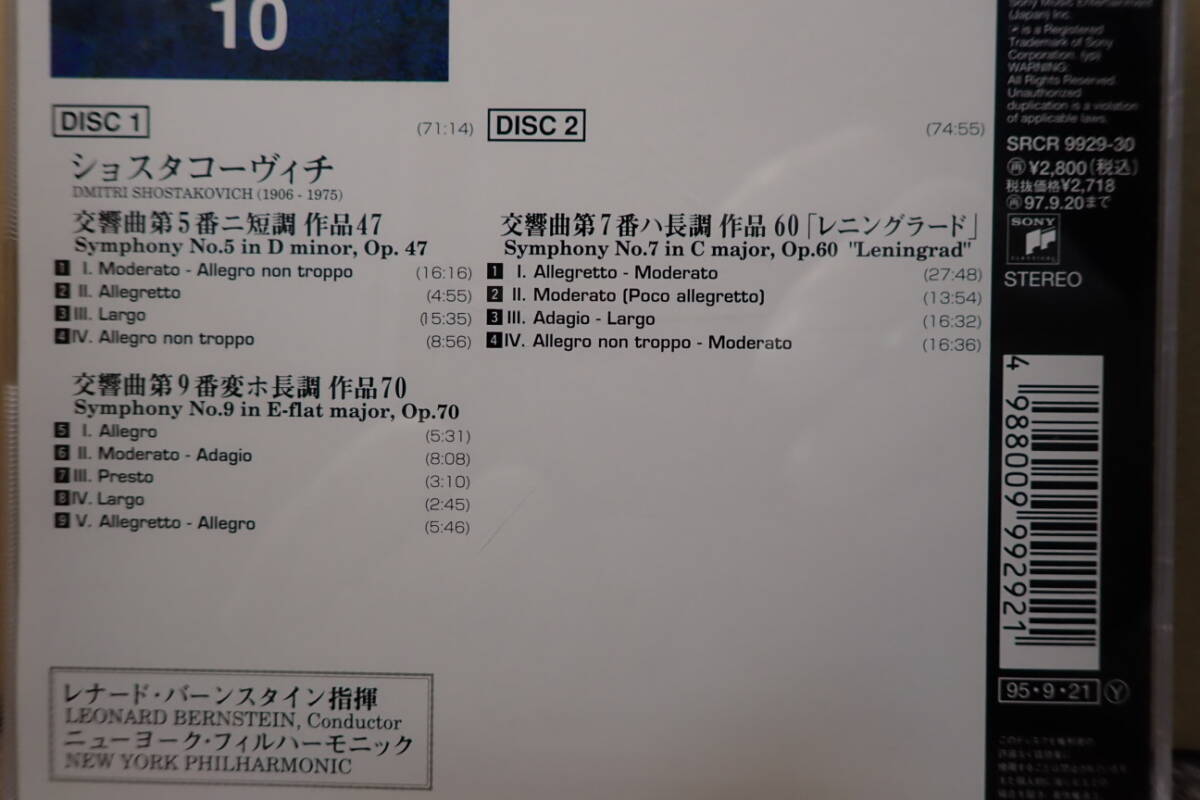 10
DISC 1
(71:14)
ショスタコーヴィチ
DMITRI SHOSTAKOVICH (1906 - 1975)
交響曲第5番ニ短調 作品47
Symphony No.5 in D minor, Op. 47
1 I. Moderato - Allegro non troppo (16:16)
2 II. Allegretto (4:55)
3 III. Largo (15:35)
4 IV. Allegro non troppo (8:56)
交響曲第9番変ホ長調 作品70
Symphony No.9 in E-flat major, Op.70
5 I. Allegro (5:31)
6 II. Moderato - Adagio (8:08)
7 III. Presto (3:10)
8 IV. Largo (2:45)
9 V. Allegretto - Allegro (5:46)
DISC 2
(74:55)
交響曲第7番ハ長調 作品 60「レニングラード」
Symphony No.7 in C major, Op.60 "Leningrad"
1 I. Allegretto - Moderato (27:48)
2 II. Moderato (Poco allegretto) (13:54)
3 III. Adagio - Largo (16:32)
4 IV. Allegro non troppo - Moderato (16:36)
レナード・バーンスタイン指揮
LEONARD BERNSTEIN, Conductor
ニューヨーク・フィルハーモニック
NEW YORK PHILHARMONIC
Sony Music Entertainment
(Japan) Inc.
is a Registered
Trademark of Sony
Corporation.
WARNING:
All Rights Reserved.
Unauthorized
duplication is a violation
of applicable laws.
SRCR 9929-30
再 ¥2,800(税込)
税抜価格¥2,718
再 97.9.20まで
SONY
CLASSICAL
STEREO
4 988009 992921
95・9・21 Y